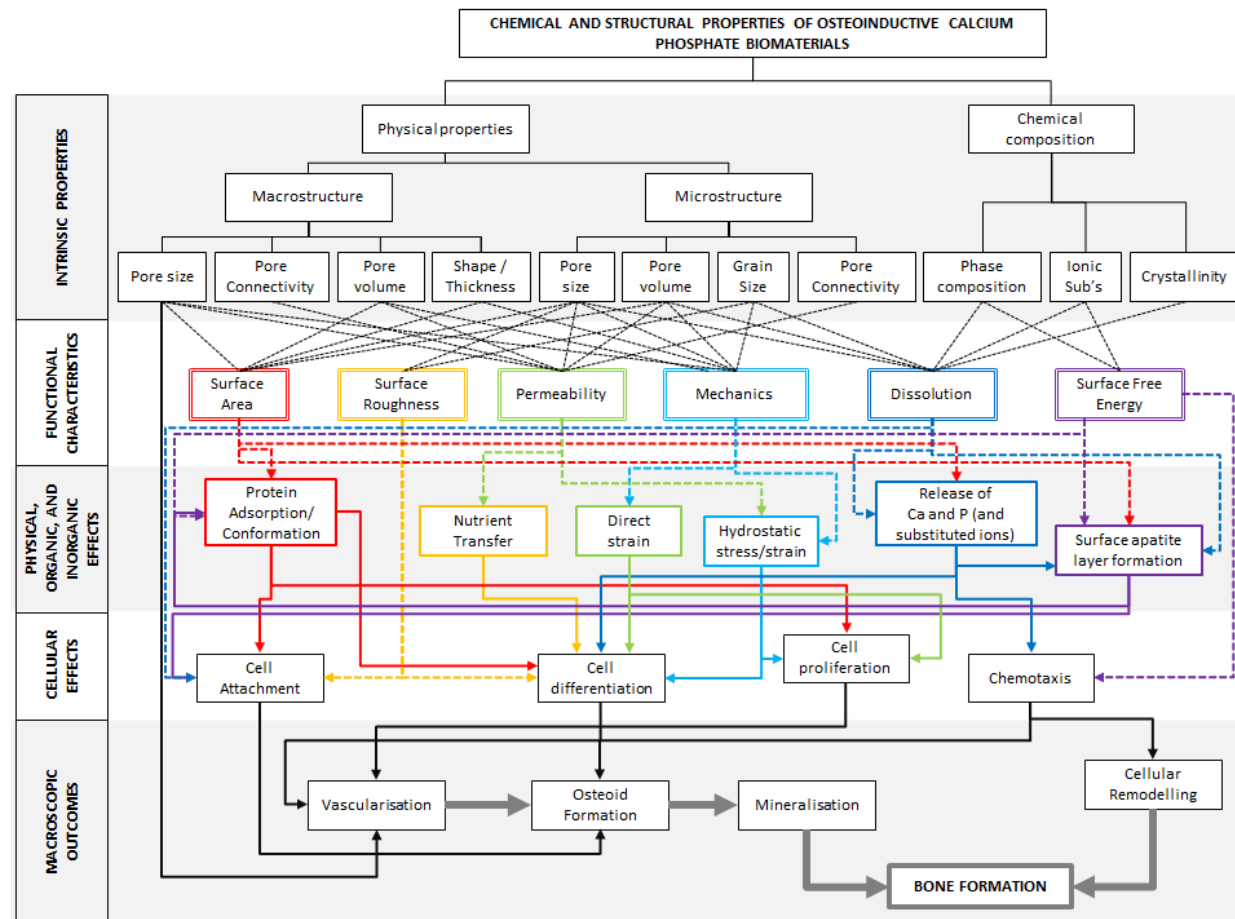 CHEMICAL AND STRUCTURAL PROPERTIES OF OSTEOINDUCTIVE CALCIUM
PHOSPHATE BIOMATERIALS
INTRINSIC PROPERTIES
Physical properties
Chemical
composition
Macrostructure
Microstructure
Pore size
Pore
Connectivity
Pore
volume
Shape /
Thickness
Pore
size
Pore
volume
Grain
Size
Pore
Connectivity
Phase
composition
Ionic
Sub's
Crystallinity
FUNCTIONAL
CHARACTERISTICS
Surface
Area
Surface
Roughness
Permeability
Mechanics
Dissolution
Surface Free
Energy
PHYSICAL,
ORGANIC, AND
INORGANIC
EFFECTS
Protein
Adsorption/
Conformation
Nutrient
Transfer
Direct
strain
Hydrostatic
stress/strain
Release of
Ca and P (and
substituted ions)
Surface apatite
layer formation
CELLULAR
EFFECTS
Cell
Attachment
Cell
differentiation
Cell
proliferation
Chemotaxis
MACROSCOPIC
OUTCOMES
Vascularisation
Osteoid
Formation
Mineralisation
Cellular
Remodelling
BONE FORMATION